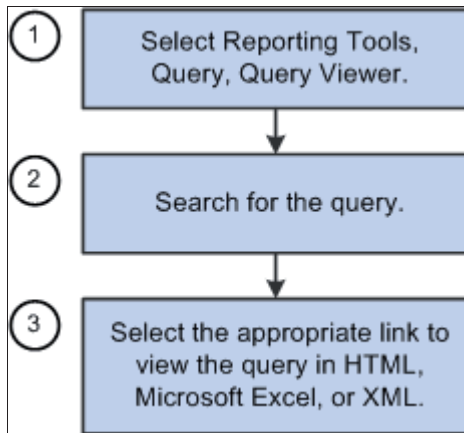 1
Select Reporting Tools,
Query, Query Viewer.
2
Search for the query.
3
Select the appropriate link to
view the query in HTML,
Microsoft Excel, or XML.